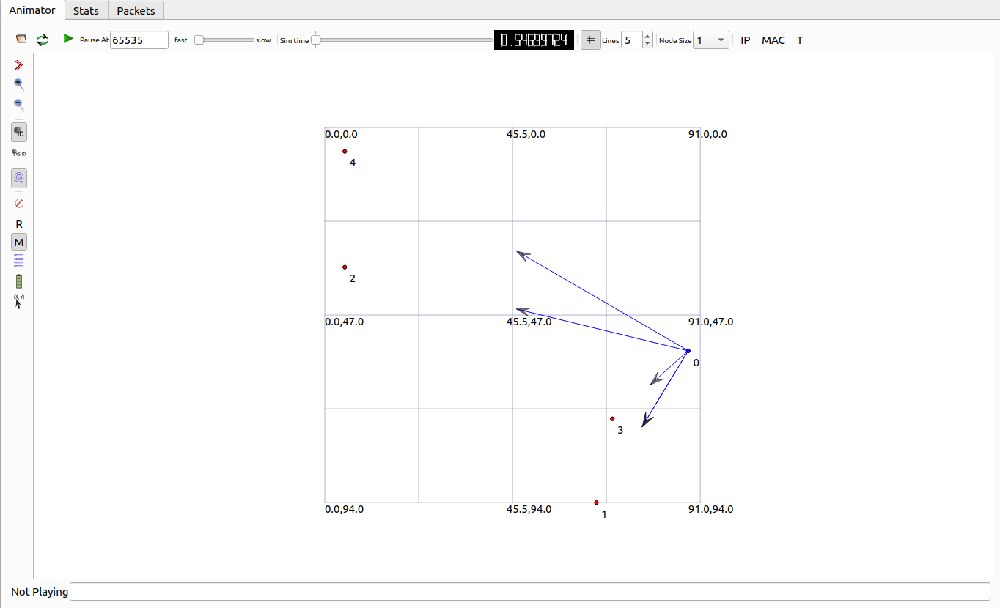 Animator Stats Packets
Pause At 65535 fast slow Sim time 0.54699724 # Lines 5 Node Size 1 IP MAC T
ID
SYS ID
R
M
(X, Y)
0.0,0.0 45.5,0.0 91.0,0.0
4
2
0.0,47.0 45.5,47.0 91.0,47.0
0
3
0.0,94.0 45.5,94.0 91.0,94.0
1
Not Playing